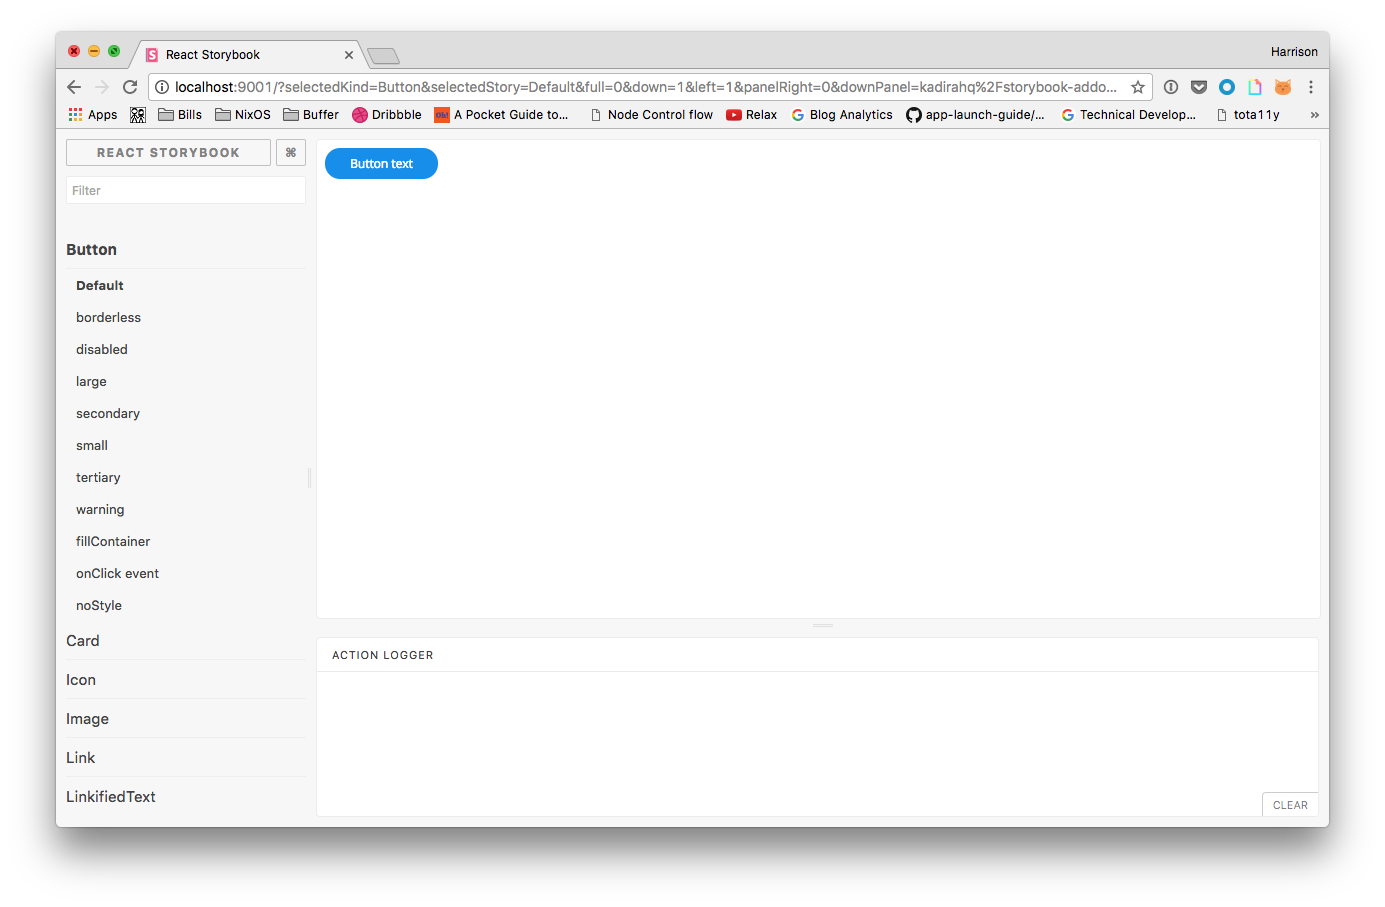 React Storybook
Harrison
localhost:9001/?selectedKind=Button&selectedStory=Default&full=0&down=1&left=1&panelRight=0&downPanel=kadirahq%2Fstorybook-addo...
Apps Bills NixOS Buffer Dribbble Oh! A Pocket Guide to... Node Control flow Relax Blog Analytics app-launch-guide/... Technical Develop... tota11y »
REACT STORYBOOK ⌘
Filter
Button
Default
borderless
disabled
large
secondary
small
tertiary
warning
fillContainer
onClick event
noStyle
Card
Icon
Image
Link
LinkifiedText
Button text
ACTION LOGGER
CLEAR